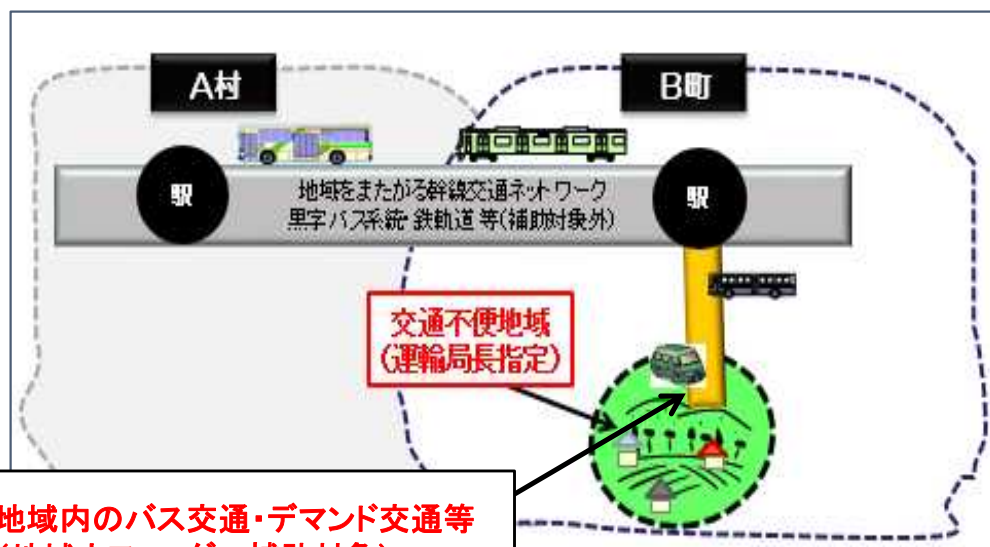 A村
B町
駅
地域をまたがる幹線交通ネットワーク
黒字バス系統・鉄軌道等(補助対象外)
駅
交通不便地域
(運輸局長指定)
地域内のバス交通・デマンド交通等